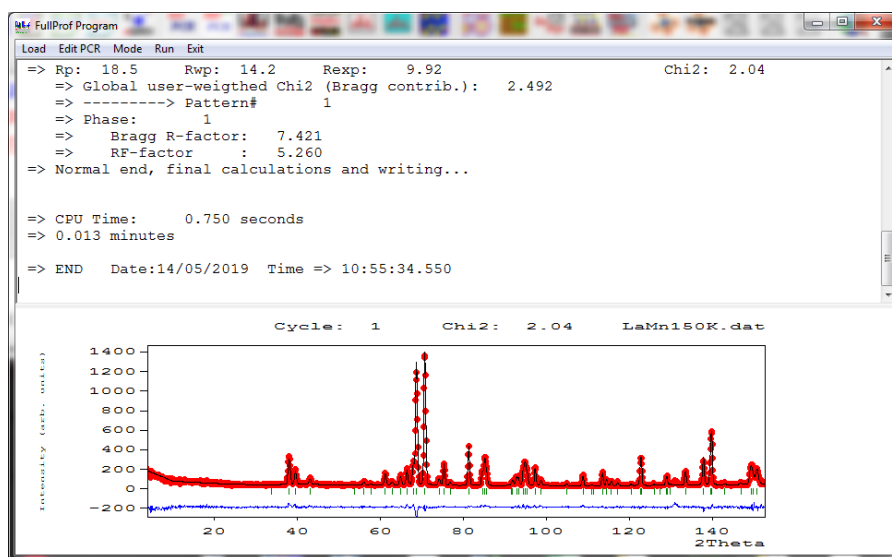 FullProf Program
Load Edit PCR Mode Run Exit
=> Rp: 18.5 Rwp: 14.2 Rexp: 9.92 Chi2: 2.04
=> Global user-weigthed Chi2 (Bragg contrib.): 2.492
=> ---------> Pattern# 1
=> Phase: 1
=> Bragg R-factor: 7.421
=> RF-factor : 5.260
=> Normal end, final calculations and writing...
=> CPU Time: 0.750 seconds
=> 0.013 minutes
=> END Date:14/05/2019 Time => 10:55:34.550
Cycle: 1 Chi2: 2.04 LaMn150K.dat
Intensity (arb. units)
1400
1200
1000
800
600
400
200
0
-200
20 40 60 80 100 120 140
2Theta